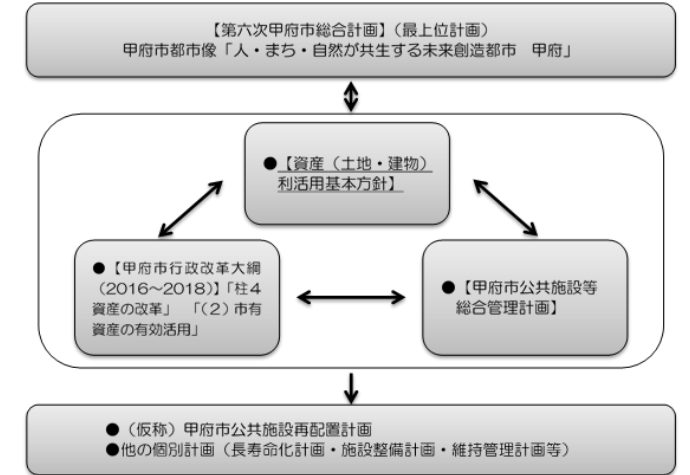 【第六次甲府市総合計画】(最上位計画)
甲府市都市像「人・まち・自然が共生する未来創造都市　甲府」
●【資産（土地・建物）
利活用基本方針】
●【甲府市行政改革大綱
（2016～2018）】「柱４
資産の改革」　「（２）市有
資産の有効活用」
●【甲府市公共施設等
総合管理計画】
●（仮称）甲府市公共施設再配置計画
●他の個別計画（長寿命化計画・施設整備計画・維持管理計画等）